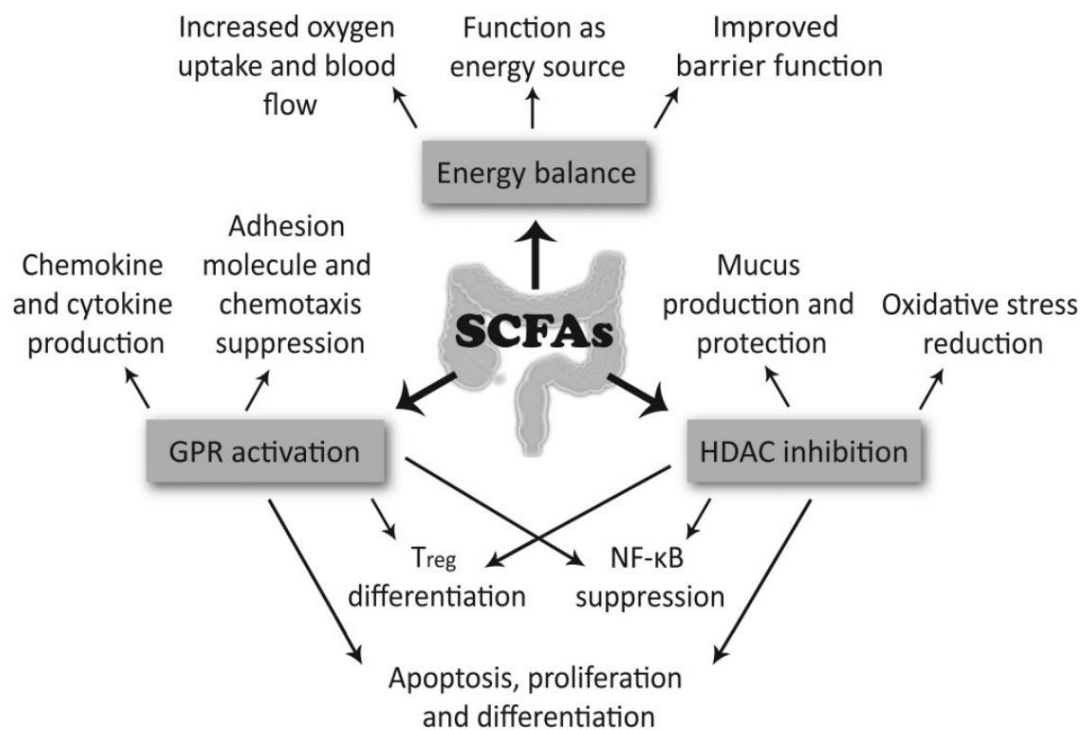 Increased oxygen
uptake and blood
flow
Function as
energy source
Improved
barrier function
Energy balance
Adhesion
molecule and
chemotaxis
suppression
Chemokine
and cytokine
production
SCFAs
Mucus
production and
protection
Oxidative stress
reduction
GPR activation
HDAC inhibition
Treg
differentiation
NF-κB
suppression
Apoptosis, proliferation
and differentiation